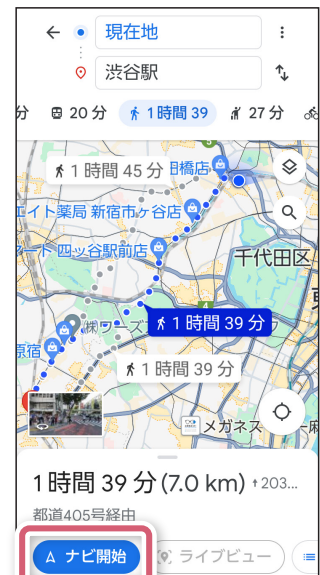 現在地
渋谷駅
分 20 分 1 時間 39 27 分
1 時間 45 分
日橋店
エイト薬局 新宿市ヶ谷店
ート 四ッ谷駅前店
千代田区
4
1 時間 39 分
㈱ワーズ
原宿
1 時間 39 分
メガネス
麻
1 時間 39 分 (7.0 km) 203...
都道405号経由
ナビ開始
ライブビュー